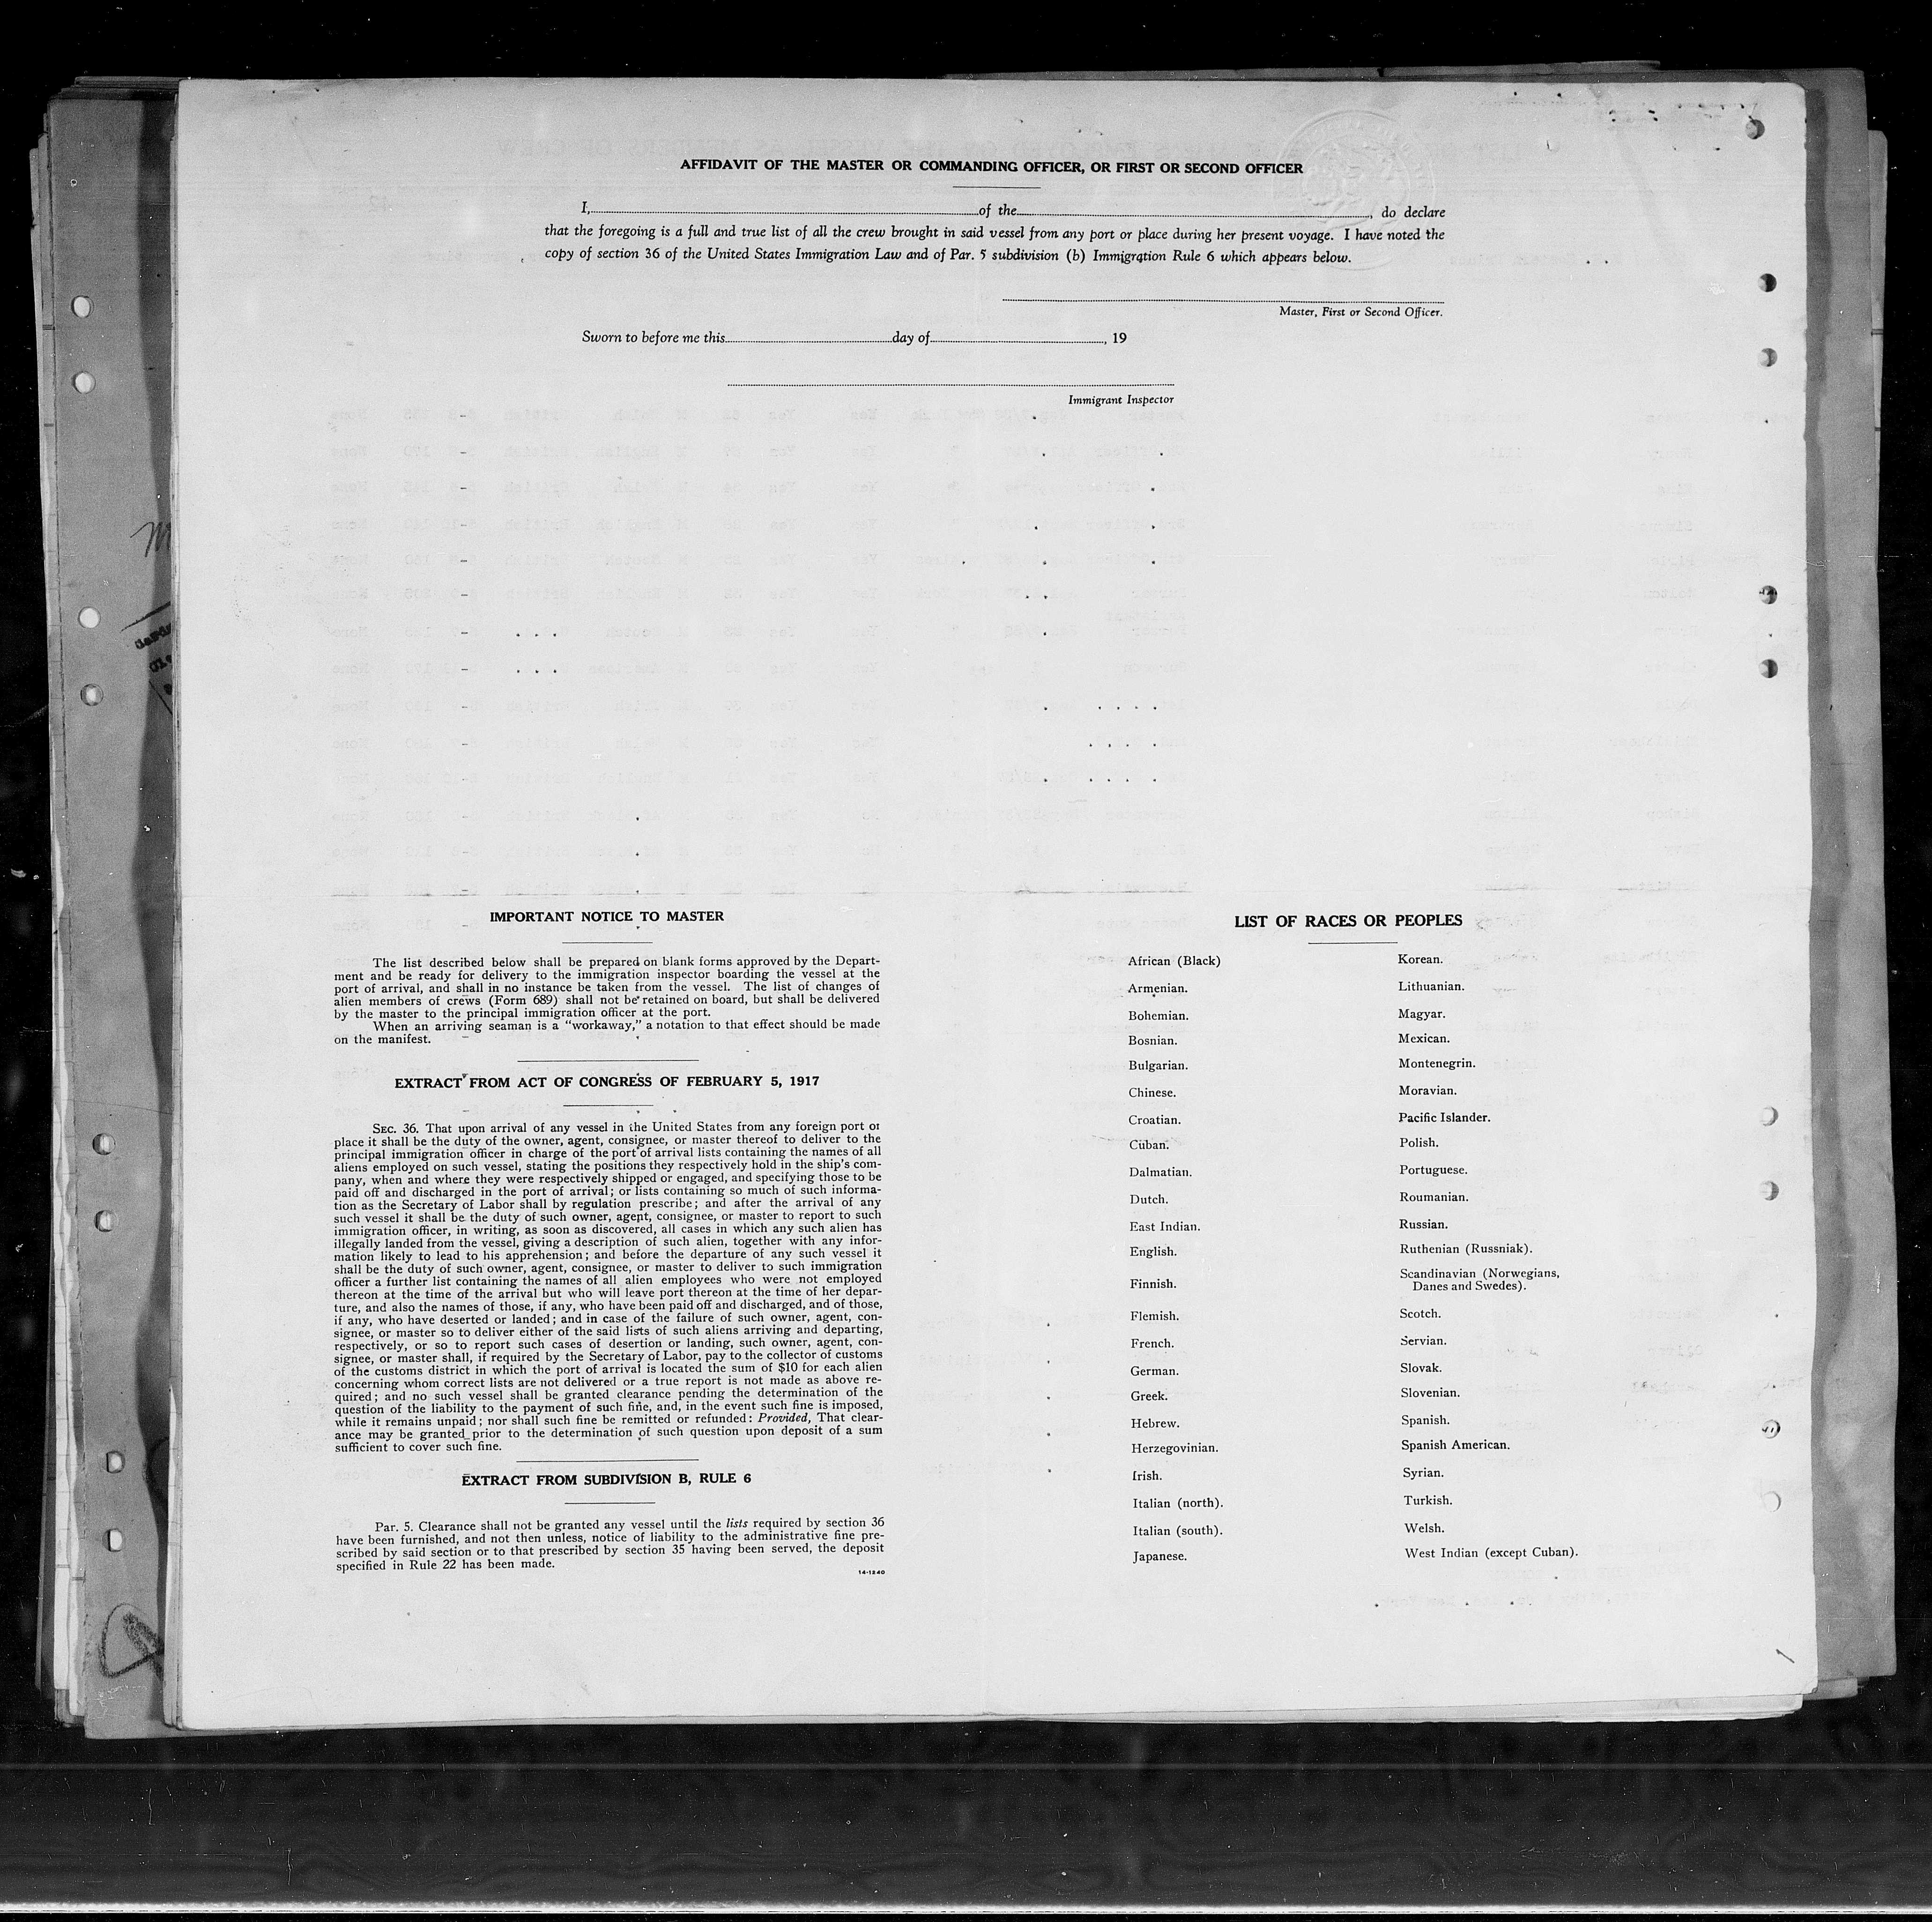 AFFIDAVIT OF THE MASTER OR COMMANDING OFFICER, OR FIRST OR SECOND OFFICER
I, of the , do declare
that the foregoing is a full and true list of all the crew brought in said vessel from any port or place during her present voyage. I have noted the
copy of section 36 of the United States Immigration Law and of Par. 5 subdivision (b) Immigration Rule 6 which appears below.
Master, First or Second Officer.
Sworn to before me this day of , 19
Immigrant Inspector
IMPORTANT NOTICE TO MASTER
The list described below shall be prepared on blank forms approved by the Depart-
ment and be ready for delivery to the immigration inspector boarding the vessel at the
port of arrival, and shall in no instance be taken from the vessel. The list of changes of
alien members of crews (Form 689) shall not be retained on board, but shall be delivered
by the master to the principal immigration officer at the port.
When an arriving seaman is a “workaway,” a notation to that effect should be made
on the manifest.
EXTRACT FROM ACT OF CONGRESS OF FEBRUARY 5, 1917
SEC. 36. That upon arrival of any vessel in the United States from any foreign port or
place it shall be the duty of the owner, agent, consignee, or master thereof to deliver to the
principal immigration officer in charge of the port of arrival lists containing the names of all
aliens employed on such vessel, stating the positions they respectively hold in the ship's com-
pany, when and where they were respectively shipped or engaged, and specifying those to be
paid off and discharged in the port of arrival; or lists containing so much of such informa-
tion as the Secretary of Labor shall by regulation prescribe; and after the arrival of any
such vessel it shall be the duty of such owner, agent, consignee, or master to report to such
immigration officer, in writing, as soon as discovered, all cases in which any such alien has
illegally landed from the vessel, giving a description of such alien, together with any infor-
mation likely to lead to his apprehension; and before the departure of any such vessel it
shall be the duty of such owner, agent, consignee, or master to deliver to such immigration
officer a further list containing the names of all alien employees who were not employed
thereon at the time of the arrival but who will leave port thereon at the time of her depar-
ture, and also the names of those, if any, who have been paid off and discharged, and of those,
if any, who have deserted or landed; and in case of the failure of such owner, agent, con-
signee, or master so to deliver either of the said lists of such aliens arriving and departing,
respectively, or so to report such cases of desertion or landing, such owner, agent, con-
signee, or master shall, if required by the Secretary of Labor, pay to the collector of customs
of the customs district in which the port of arrival is located the sum of $10 for each alien
concerning whom correct lists are not delivered or a true report is not made as above re-
quired; and no such vessel shall be granted clearance pending the determination of the
question of the liability to the payment of such fine, and, in the event such fine is imposed,
while it remains unpaid; nor shall such fine be remitted or refunded: Provided, That clear-
ance may be granted prior to the determination of such question upon deposit of a sum
sufficient to cover such fine.
EXTRACT FROM SUBDIVISION B, RULE 6
Par. 5. Clearance shall not be granted any vessel until the lists required by section 36
have been furnished, and not then unless, notice of liability to the administrative fine pre-
scribed by said section or to that prescribed by section 35 having been served, the deposit
specified in Rule 22 has been made.
14-1240
LIST OF RACES OR PEOPLES
African (Black)
Armenian.
Bohemian.
Bosnian.
Bulgarian.
Chinese.
Croatian.
Cuban.
Dalmatian.
Dutch.
East Indian.
English.
Finnish.
Flemish.
French.
German.
Greek.
Hebrew.
Herzegovinian.
Irish.
Italian (north).
Italian (south).
Japanese.
Korean.
Lithuanian.
Magyar.
Mexican.
Montenegrin.
Moravian.
Pacific Islander.
Polish.
Portuguese.
Roumanian.
Russian.
Ruthenian (Russniak).
Scandinavian (Norwegians,
Danes and Swedes).
Scotch.
Servian.
Slovak.
Slovenian.
Spanish.
Spanish American.
Syrian.
Turkish.
Welsh.
West Indian (except Cuban).